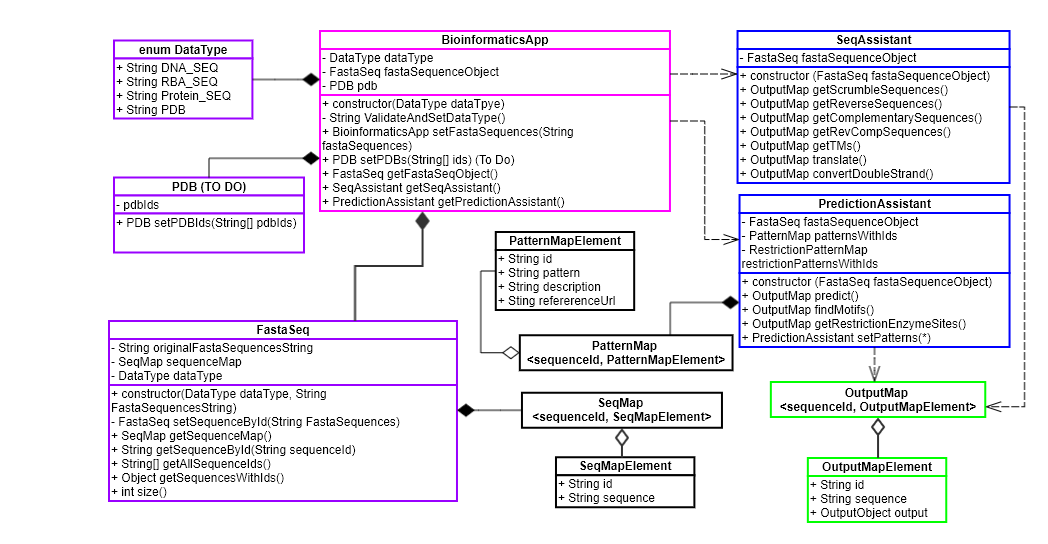 enum DataType
+ String DNA_SEQ
+ String RBA_SEQ
+ String Protein_SEQ
+ String PDB
BioinformaticsApp
- DataType dataType
- FastaSeq fastaSequenceObject
- PDB pdb
+ constructor(DataType dataTpye)
- String ValidateAndSetDataType()
+ BioinformaticsApp setFastaSequences(String
fastaSequences)
+ PDB setPDBs(String[] ids) (To Do)
+ FastaSeq getFastaSeqObject()
+ SeqAssistant getSeqAssistant()
+ PredictionAssistant getPredictionAssistant()
SeqAssistant
- FastaSeq fastaSequenceObject
+ constructor (FastaSeq fastaSequenceObject)
+ OutputMap getScrumbleSequences()
+ OutputMap getReverseSequences()
+ OutputMap getComplementarySequences()
+ OutputMap getRevCompSequences()
+ OutputMap getTMs()
+ OutputMap translate()
+ OutputMap convertDoubleStrand()
PDB (TO DO)
- pdbIds
+ PDB setPDBIds(String[] pdbIds)
PredictionAssistant
- FastaSeq fastaSequenceObject
- PatternMap patternsWithIds
- RestrictionPatternMap
restrictionPatternsWithIds
+ constructor (FastaSeq fastaSequenceObject)
+ OutputMap predict()
+ OutputMap findMotifs()
+ OutputMap getRestrictionEnzymeSites()
+ PredictionAssistant setPatterns(*)
PatternMapElement
+ String id
+ String pattern
+ String description
+ Sting refererenceUrl
PatternMap
<sequenceId, PatternMapElement>
FastaSeq
- String originalFastaSequencesString
- SeqMap sequenceMap
- DataType dataType
+ constructor(DataType dataType, String
FastaSequencesString)
- FastaSeq setSequenceById(String FastaSequences)
+ SeqMap getSequenceMap()
+ String getSequenceById(String sequenceId)
+ String[] getAllSequenceIds()
+ Object getSequencesWithIds()
+ int size()
SeqMap
<sequenceId, SeqMapElement>
SeqMapElement
+ String id
+ String sequence
OutputMap
<sequenceId, OutputMapElement>
OutputMapElement
+ String id
+ String sequence
+ OutputObject output